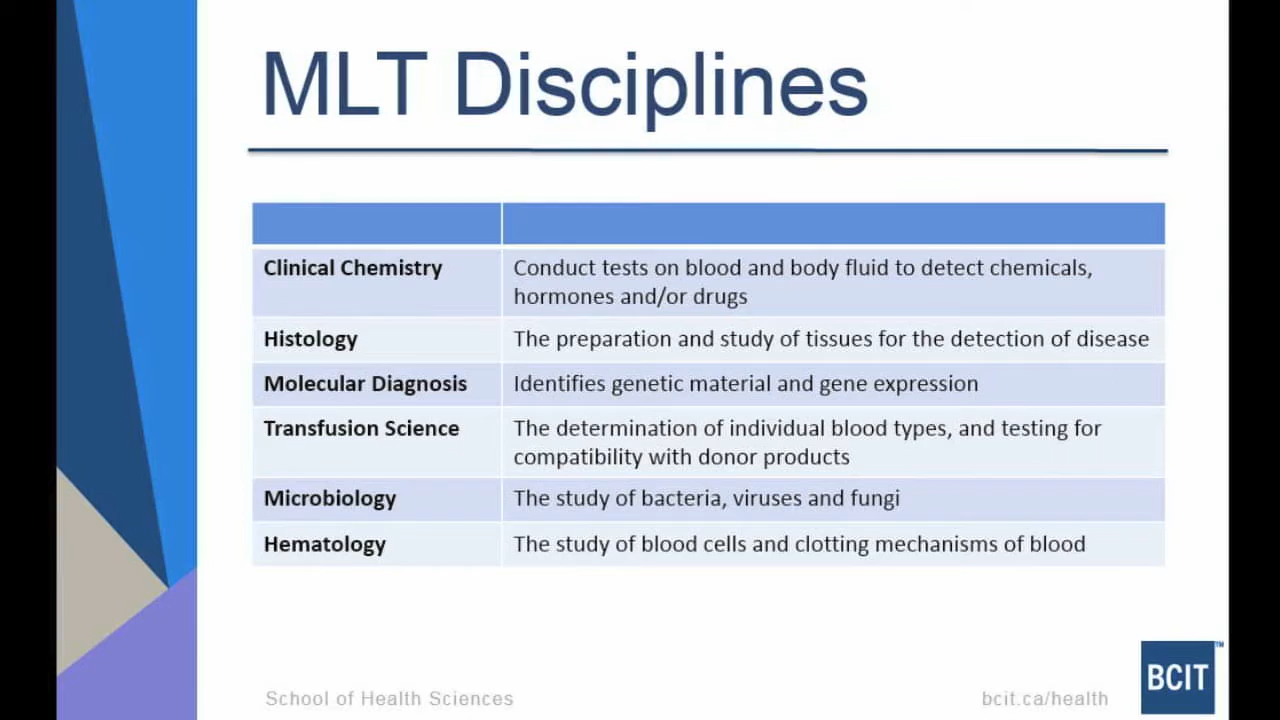 MLT Disciplines
Clinical Chemistry
Conduct tests on blood and body fluid to detect chemicals,
hormones and/or drugs
Histology
The preparation and study of tissues for the detection of disease
Molecular Diagnosis
Identifies genetic material and gene expression
Transfusion Science
The determination of individual blood types, and testing for
compatibility with donor products
Microbiology
The study of bacteria, viruses and fungi
Hematology
The study of blood cells and clotting mechanisms of blood
School of Health Sciences
bcit.ca/health
BCIT™